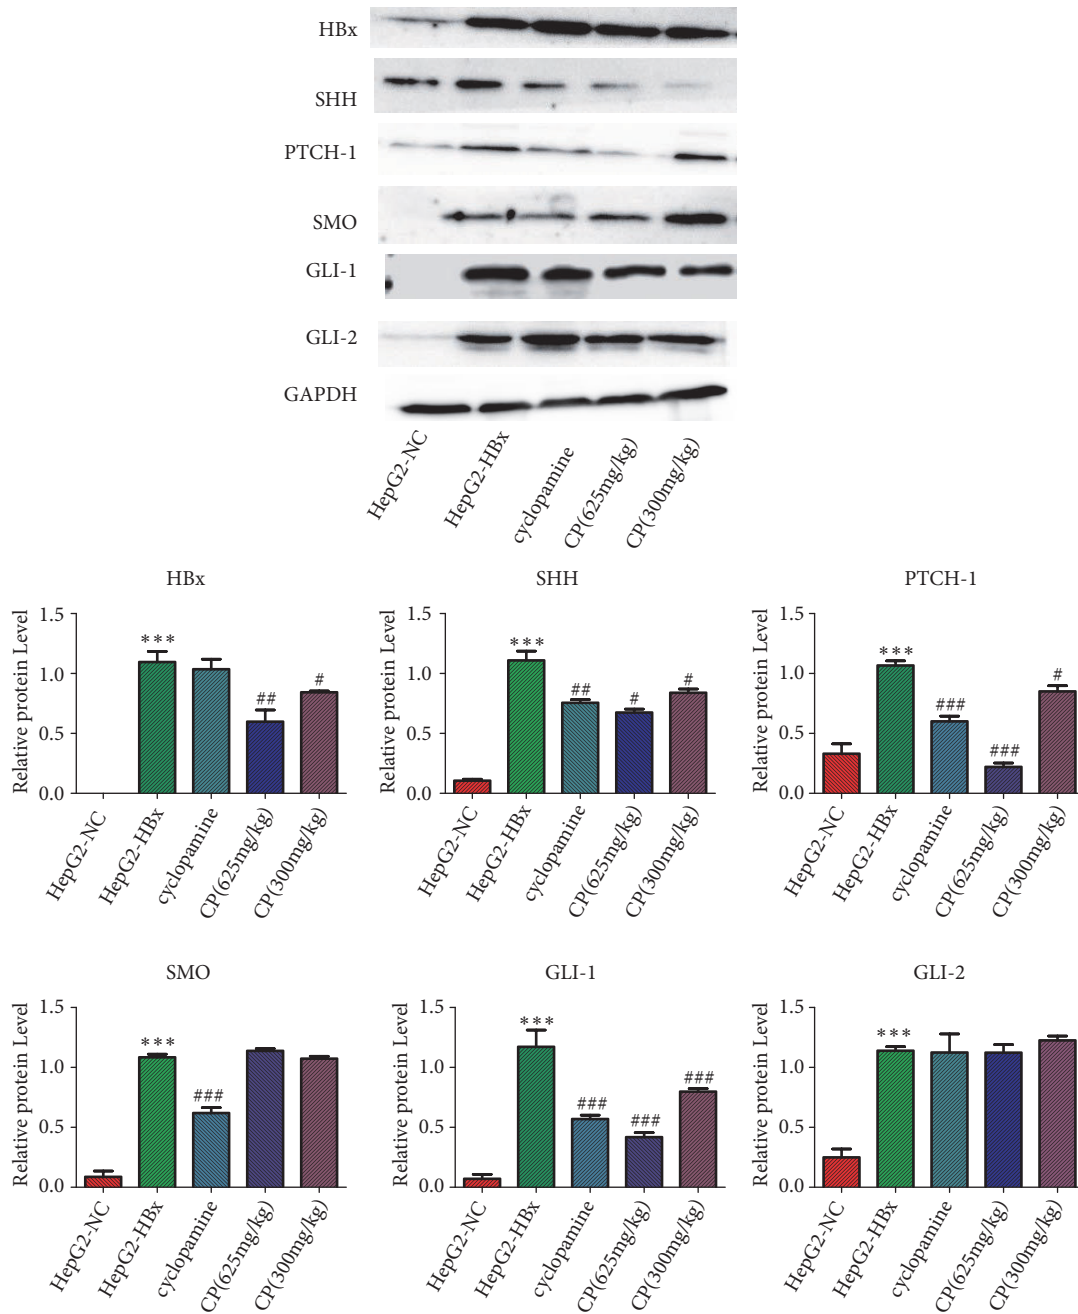 HBx
SHH
PTCH-1
SMO
GLI-1
GLI-2
GAPDH
HepG2-NC
HepG2-HBx
cyclopamine
CP(625mg/kg)
CP(300mg/kg)
HBx
Relative protein Level
1.5
1.0
0.5
0.0
***
##
#
HepG2-NC
HepG2-HBx
cyclopamine
CP(625mg/kg)
CP(300mg/kg)
SHH
Relative protein Level
1.5
1.0
0.5
0.0
***
##
#
#
HepG2-NC
HepG2-HBx
cyclopamine
CP(625mg/kg)
CP(300mg/kg)
PTCH-1
Relative protein Level
1.5
1.0
0.5
0.0
***
###
###
#
HepG2-NC
HepG2-HBx
cyclopamine
CP(625mg/kg)
CP(300mg/kg)
SMO
Relative protein Level
1.5
1.0
0.5
0.0
***
###
HepG2-NC
HepG2-HBx
cyclopamine
CP(625mg/kg)
CP(300mg/kg)
GLI-1
Relative protein Level
1.5
1.0
0.5
0.0
***
###
###
###
HepG2-NC
HepG2-HBx
cyclopamine
CP(625mg/kg)
CP(300mg/kg)
GLI-2
Relative protein Level
1.5
1.0
0.5
0.0
***
HepG2-NC
HepG2-HBx
cyclopamine
CP(625mg/kg)
CP(300mg/kg)